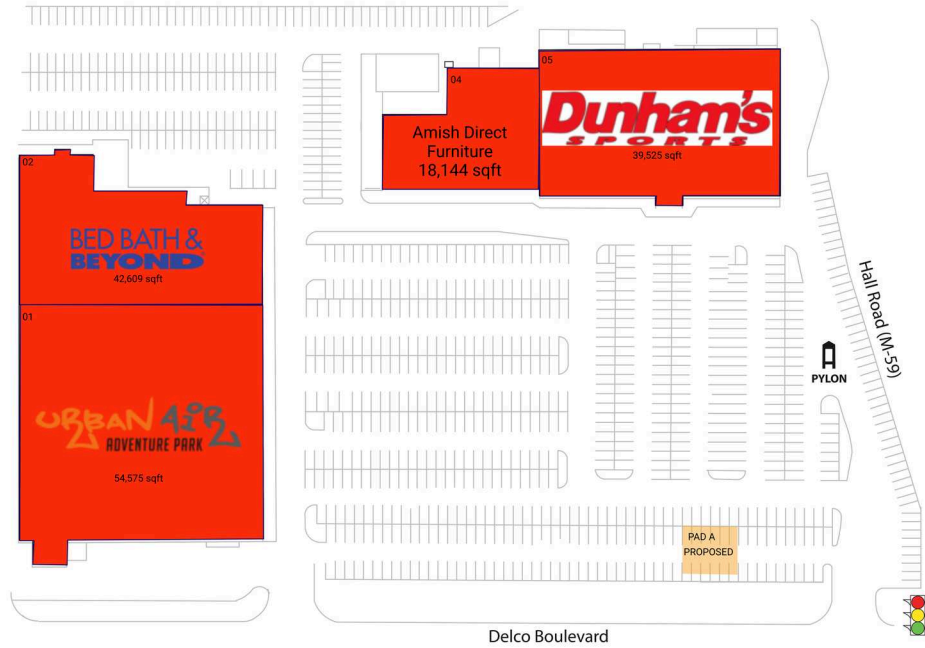 05
04
DUNHAM'S
SPORTS
39,525 sqft
Amish Direct
Furniture
18,144 sqft
02
BED BATH &
BEYOND
42,609 sqft
01
URBAN AIR
ADVENTURE PARK
54,575 sqft
Hall Road (M-59)
PYLON
PAD A
PROPOSED
Delco Boulevard